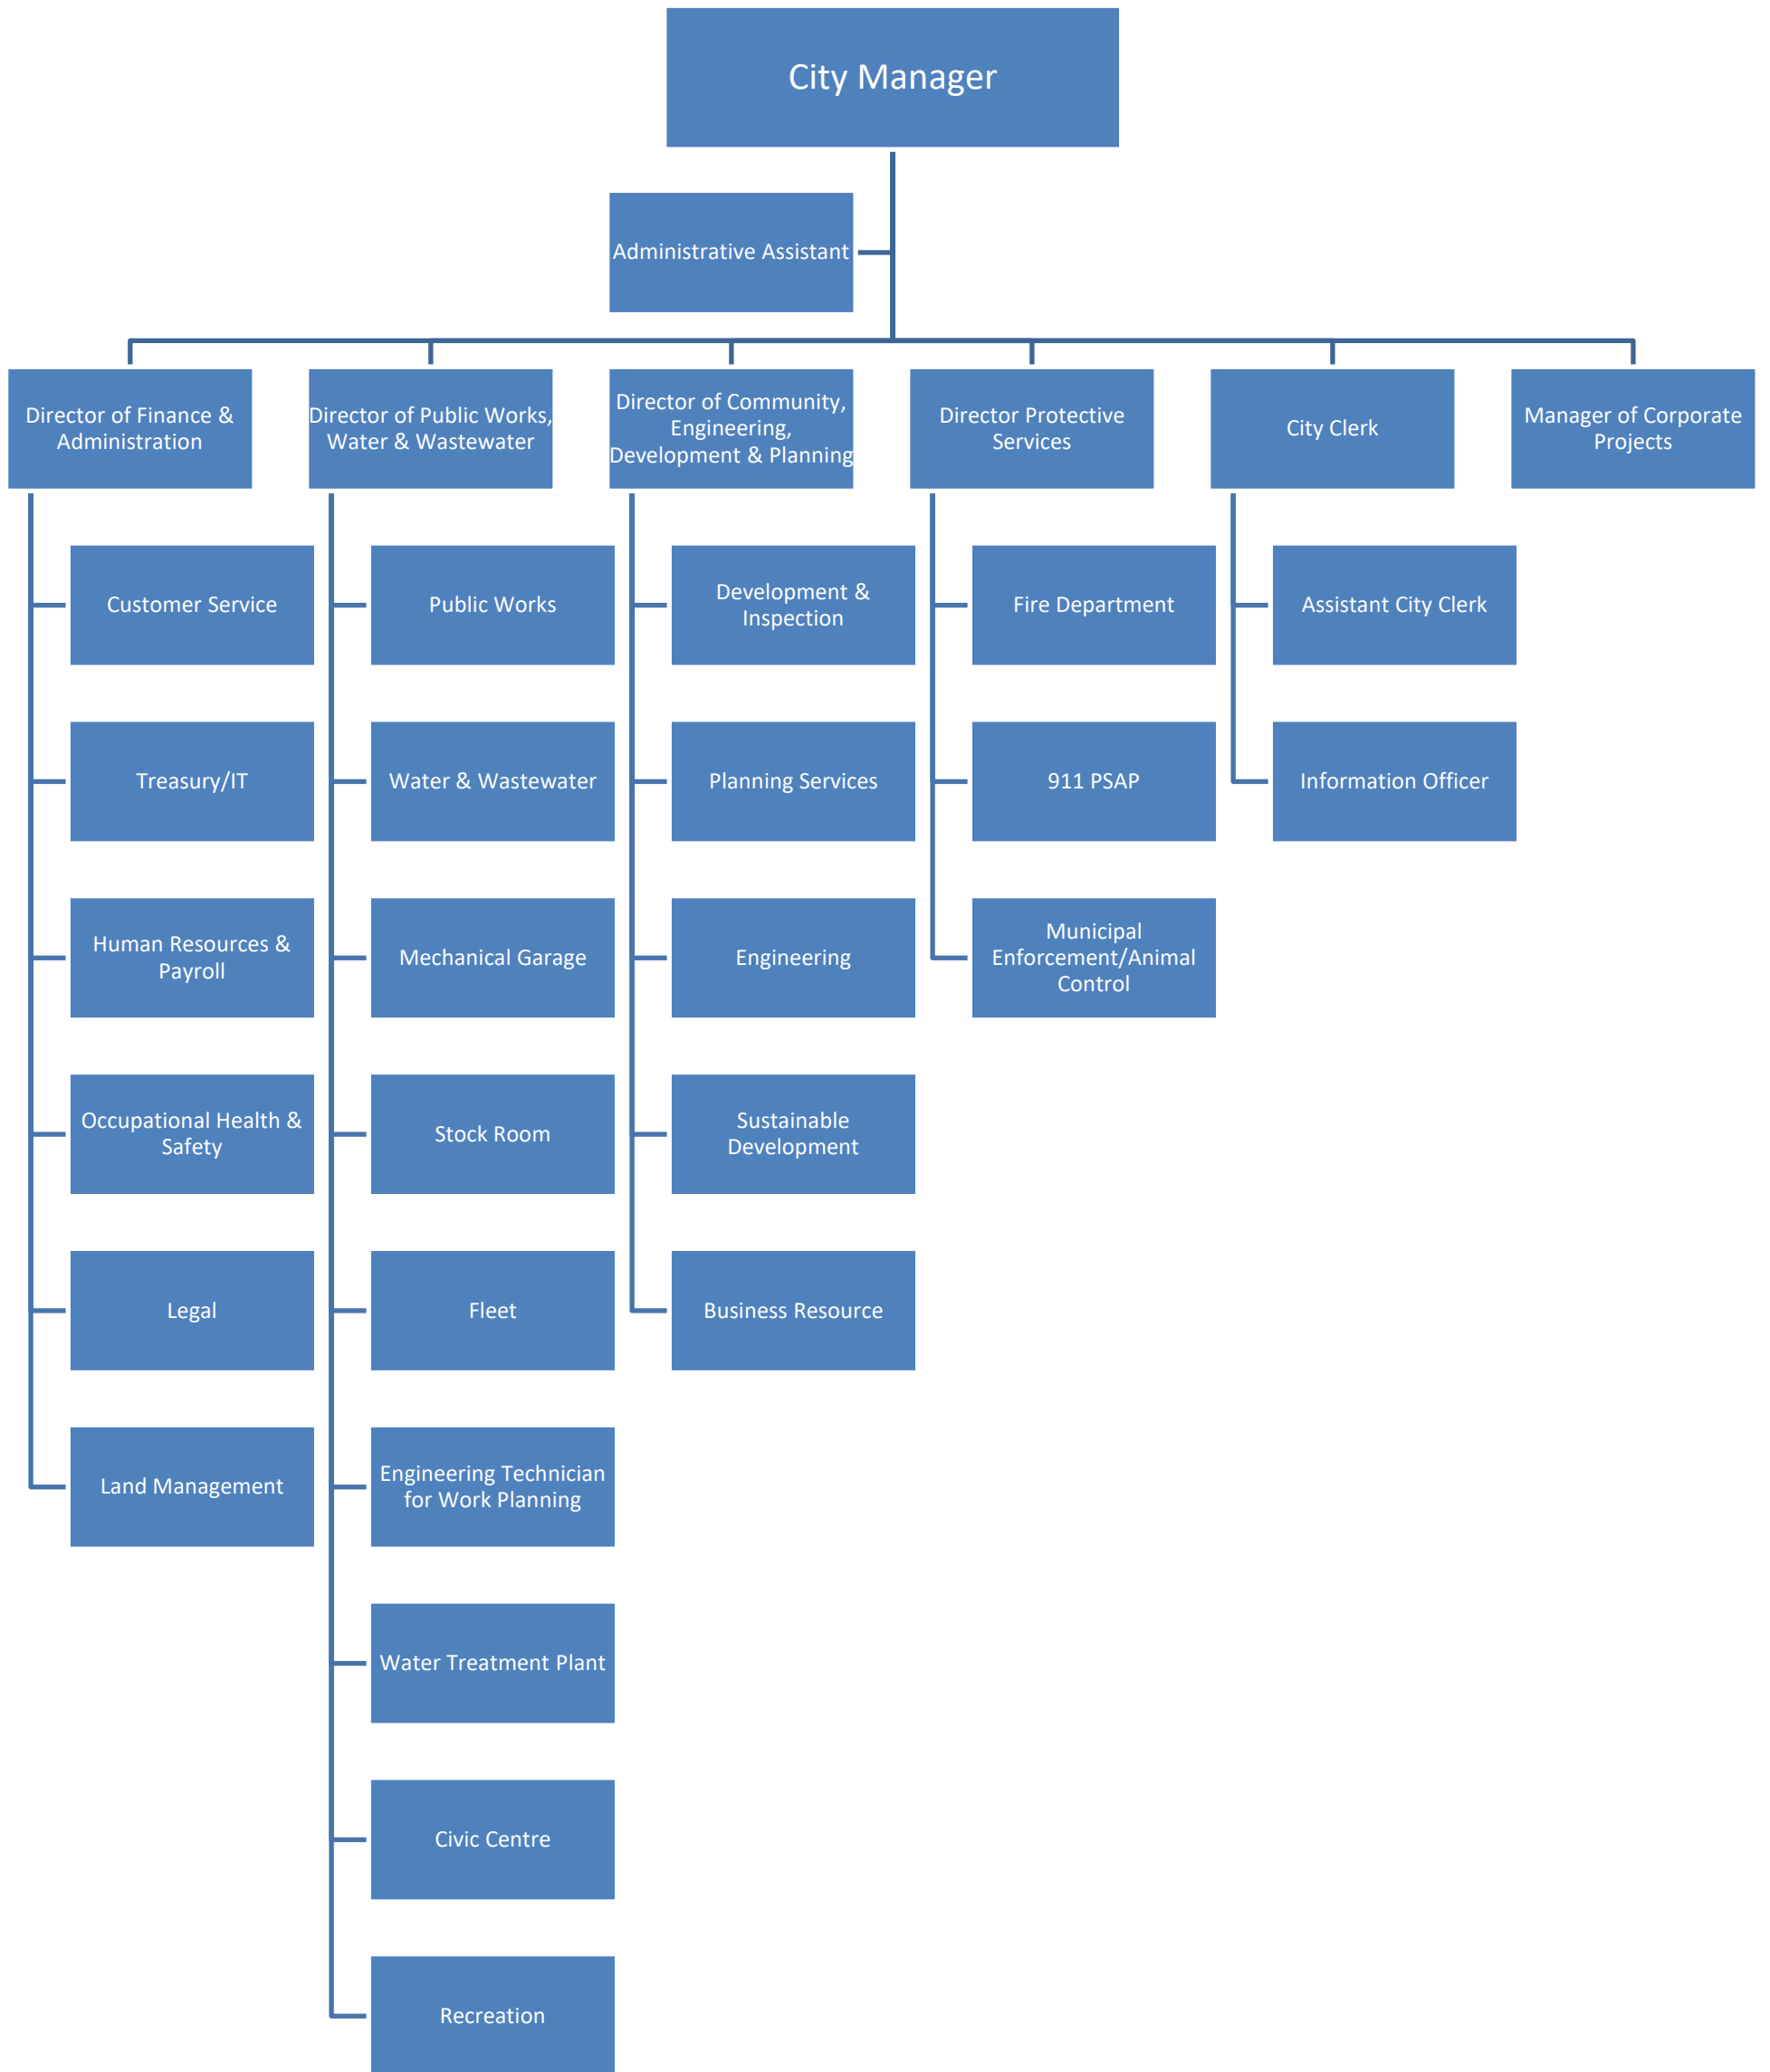 City Manager
Administrative Assistant
Director of Finance &
Administration
Director of Public Works,
Water & Wastewater
Director of Community,
Engineering,
Development & Planning
Director Protective
Services
City Clerk
Manager of Corporate
Projects
Customer Service
Treasury/IT
Human Resources &
Payroll
Occupational Health &
Safety
Legal
Land Management
Public Works
Water & Wastewater
Mechanical Garage
Stock Room
Fleet
Engineering Technician
for Work Planning
Water Treatment Plant
Civic Centre
Recreation
Development &
Inspection
Planning Services
Engineering
Sustainable
Development
Business Resource
Fire Department
911 PSAP
Municipal
Enforcement/Animal
Control
Assistant City Clerk
Information Officer